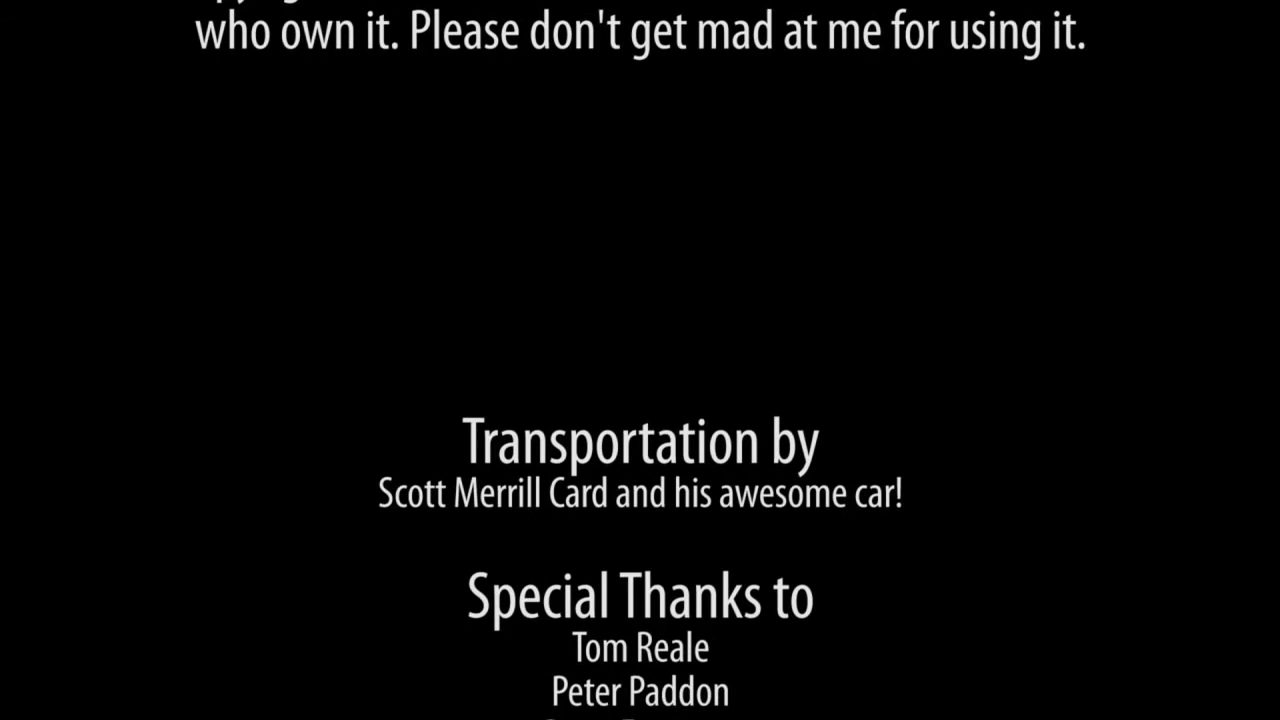 who own it. Please don't get mad at me for using it.
Transportation by
Scott Merrill Card and his awesome car!
Special Thanks to
Tom Reale
Peter Paddon